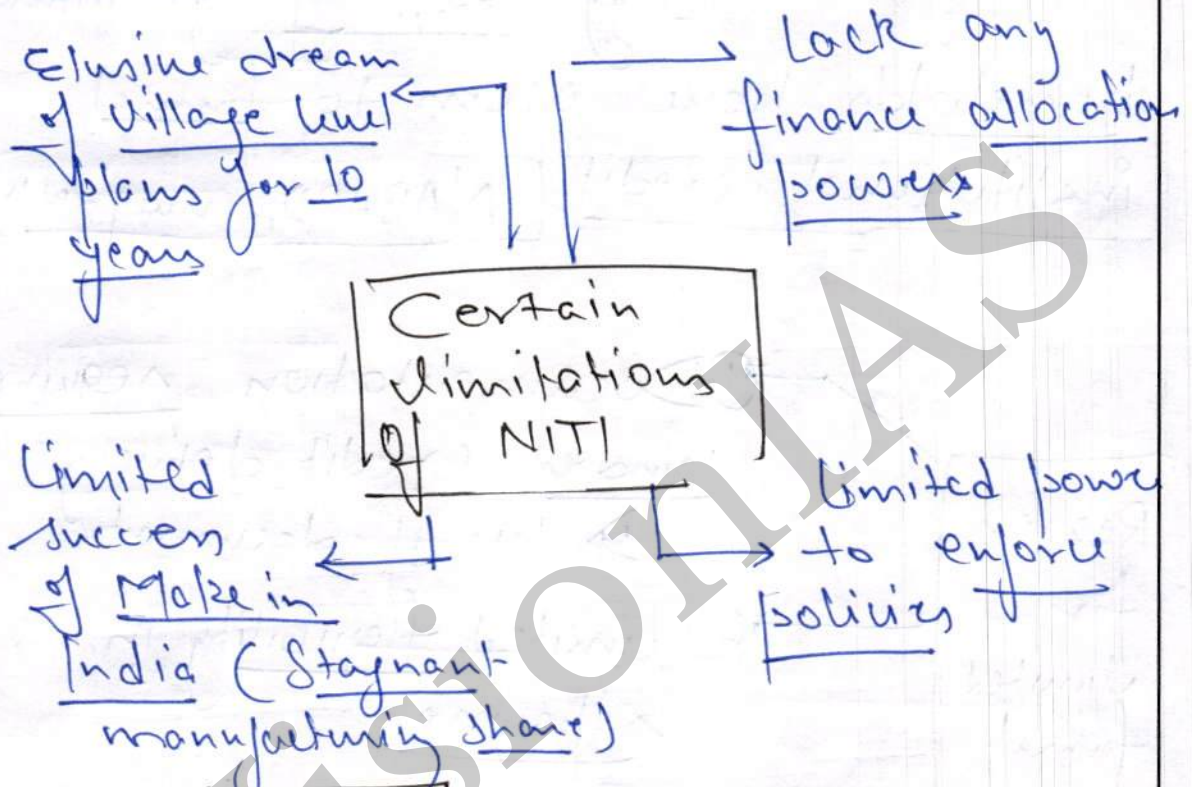 Elusive dream
of Village level
plans for 10
years
Lack any
finance allocation
powers
Certain
limitations
of NITI
Limited
success
of Make in
India (Stagnant
manufacturing share)
Limited power
to enforce
policies
VisionIAS